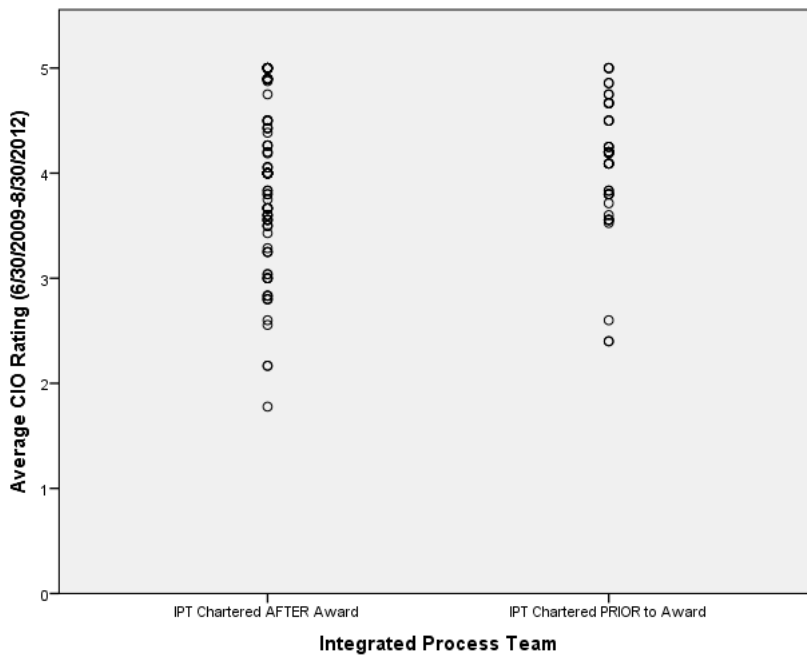 Average CIO Rating (6/30/2009-8/30/2012)
5
4
3
2
1
0
IPT Chartered AFTER Award
IPT Chartered PRIOR to Award
Integrated Process Team